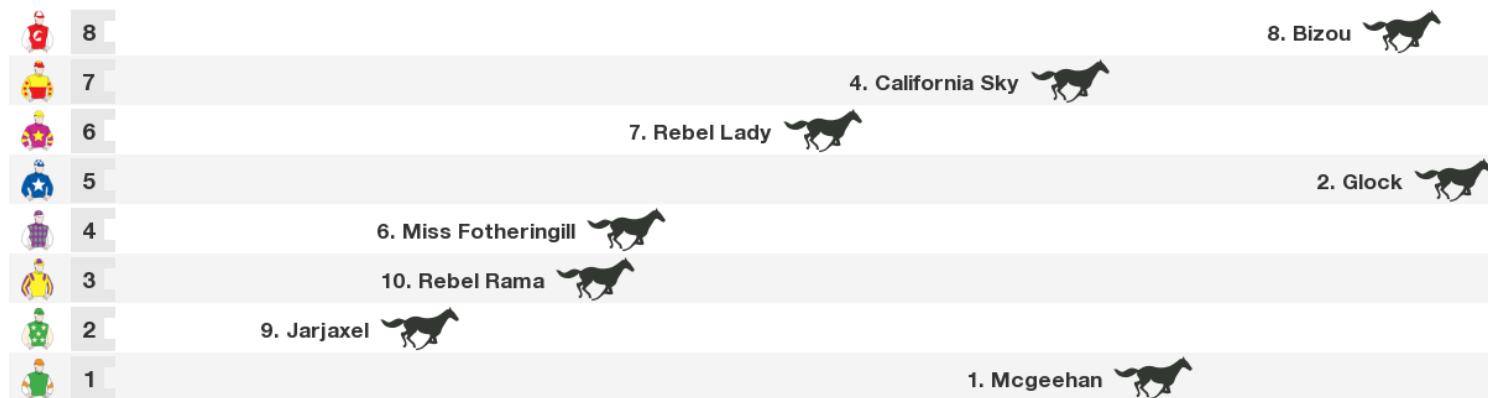 8 8. Bizou
7 4. California Sky
6 7. Rebel Lady
5 2. Glock
4 6. Miss Fotheringill
3 10. Rebel Rama
2 9. Jarjaxel
1 1. Mcgeehan